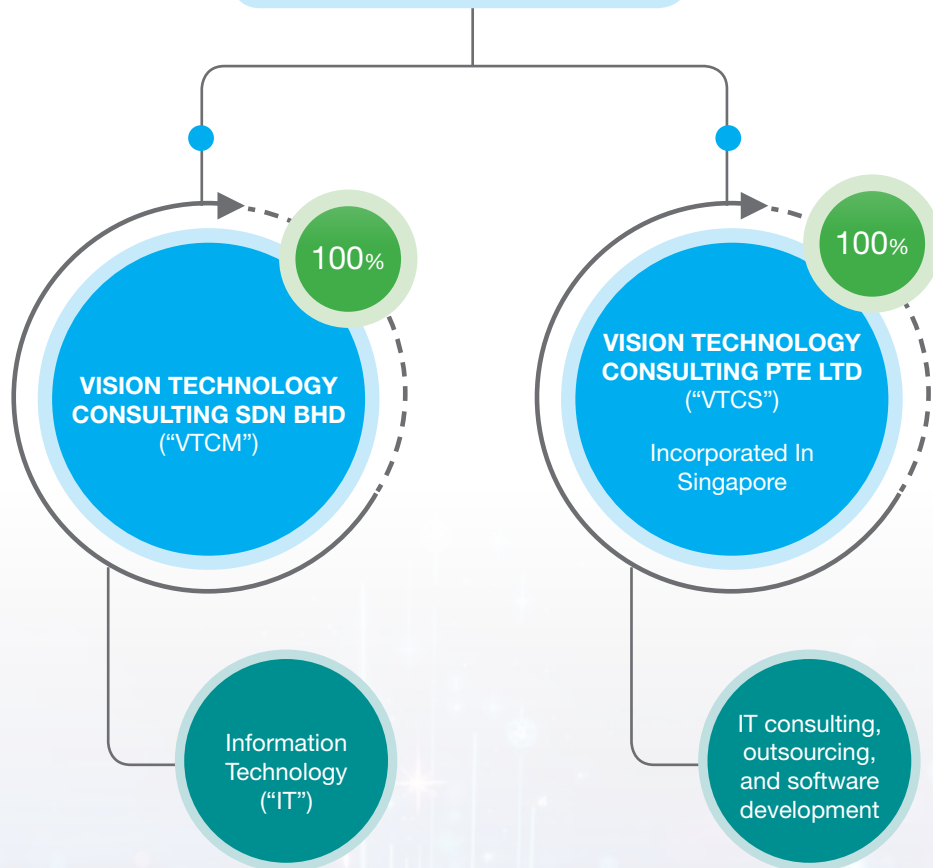 100%
VISION TECHNOLOGY
CONSULTING SDN BHD
(“VTCM”)
100%
VISION TECHNOLOGY
CONSULTING PTE LTD
(“VTCS”)
Incorporated In
Singapore
Information
Technology
(“IT”)
IT consulting,
outsourcing,
and software
development